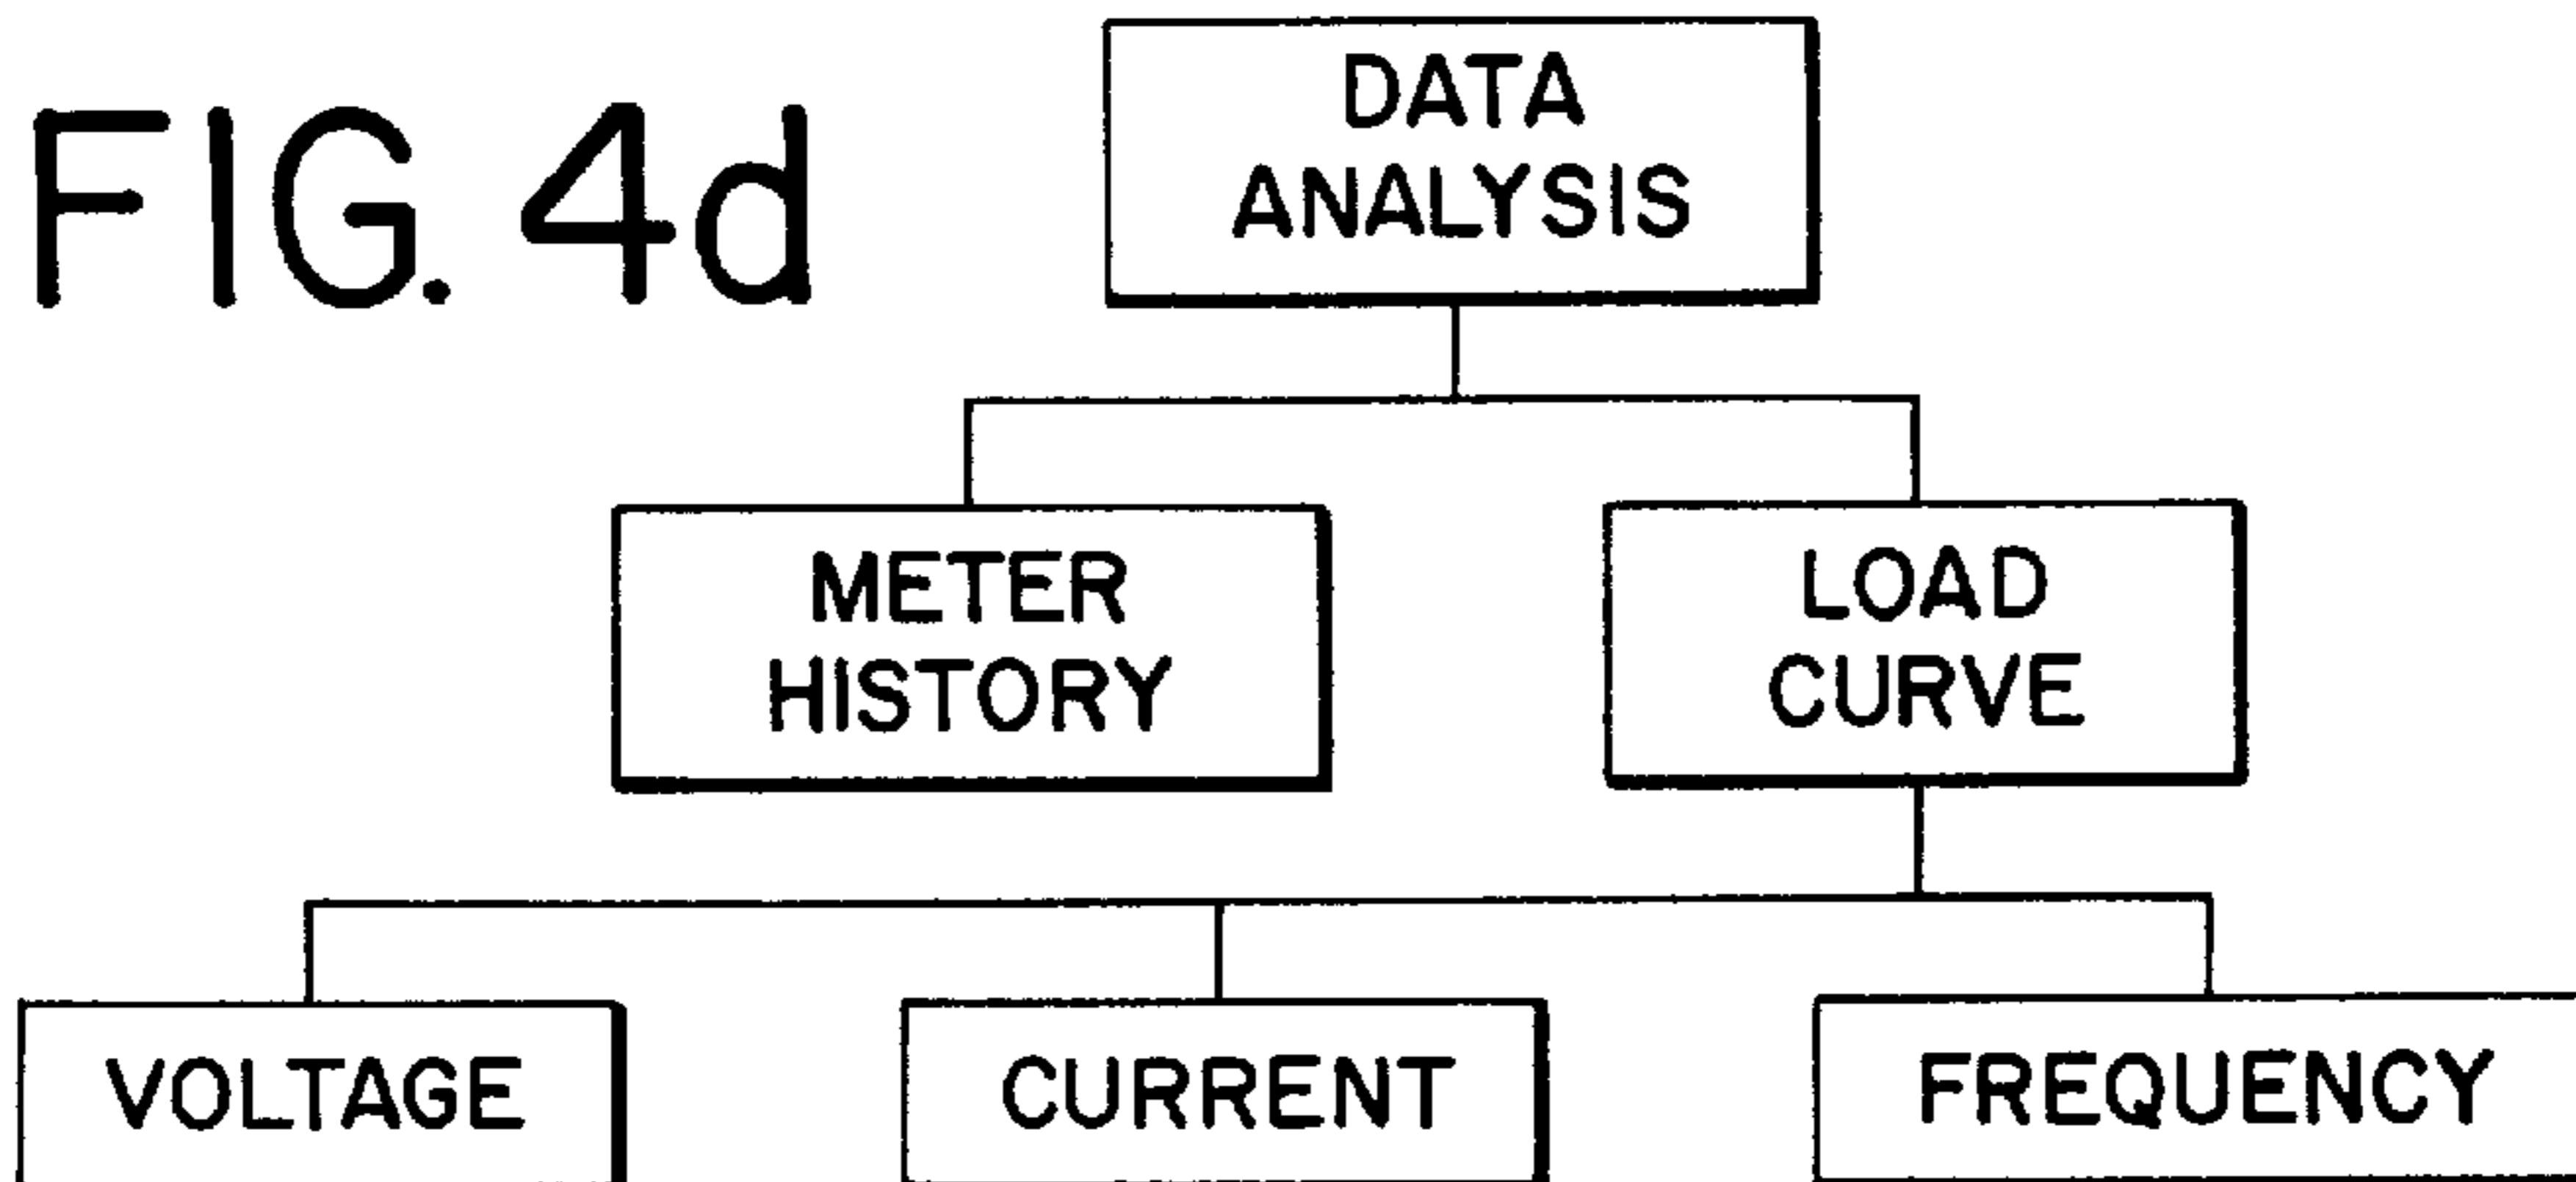 FIG. 4d
DATA
ANALYSIS
METER
HISTORY
LOAD
CURVE
VOLTAGE
CURRENT
FREQUENCY